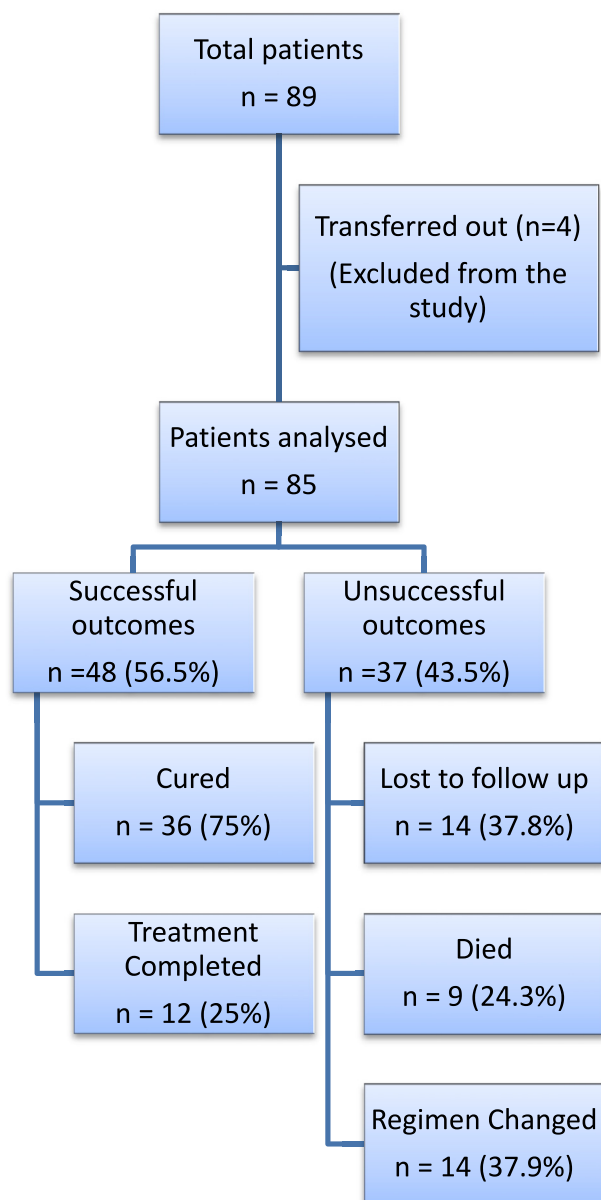 Total patients
n = 89
Transferred out (n=4)
(Excluded from the
study)
Patients analysed
n = 85
Successful
outcomes
n =48 (56.5%)
Unsuccessful
outcomes
n =37 (43.5%)
Cured
n = 36 (75%)
Lost to follow up
n = 14 (37.8%)
Treatment
Completed
n = 12 (25%)
Died
n = 9 (24.3%)
Regimen Changed
n = 14 (37.9%)